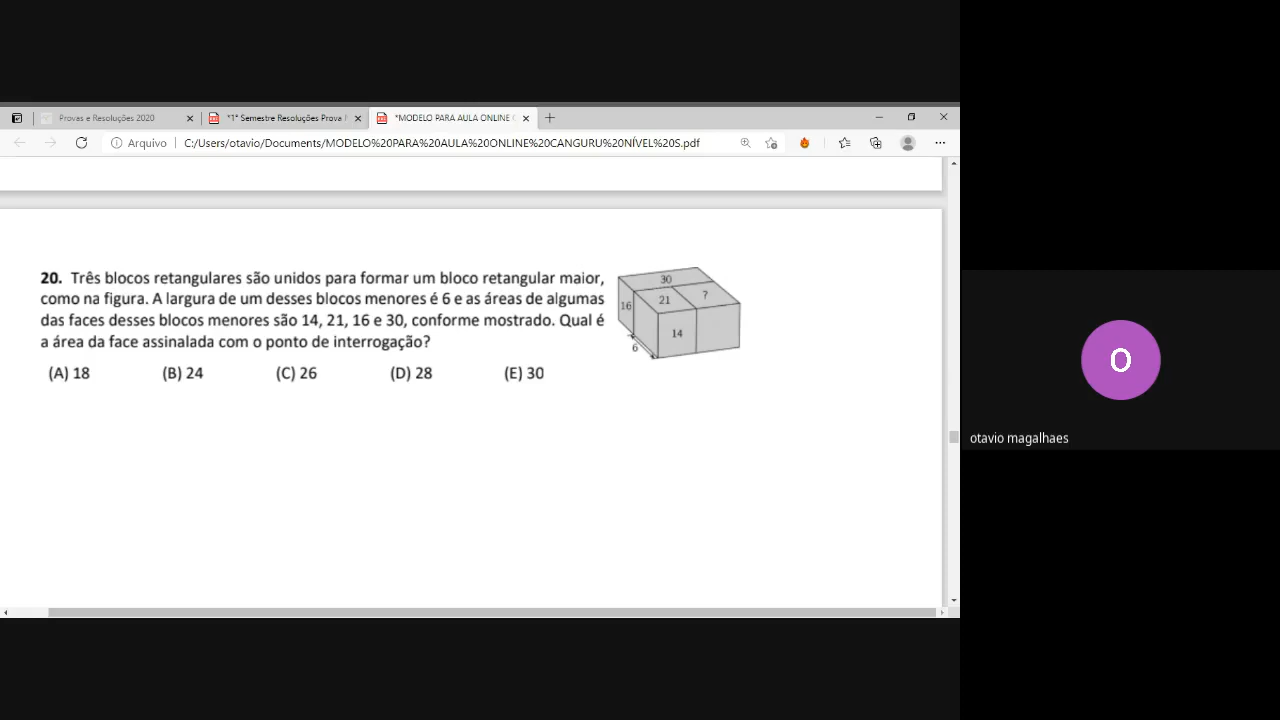 Provas e Resoluções 2020
*1° Semestre Resoluções Prova
*MODELO PARA AULA ONLINE
Arquivo
C:/Users/otavio/Documents/MODELO%20PARA%20AULA%20ONLINE%20CANGURU%20NÍVEL%20S.pdf
20. Três blocos retangulares são unidos para formar um bloco retangular maior,
como na figura. A largura de um desses blocos menores é 6 e as áreas de algumas
das faces desses blocos menores são 14, 21, 16 e 30, conforme mostrado. Qual é
a área da face assinalada com o ponto de interrogação?
(A) 18 (B) 24 (C) 26 (D) 28 (E) 30
30
21 ?
16
14
6
O
otavio magalhaes